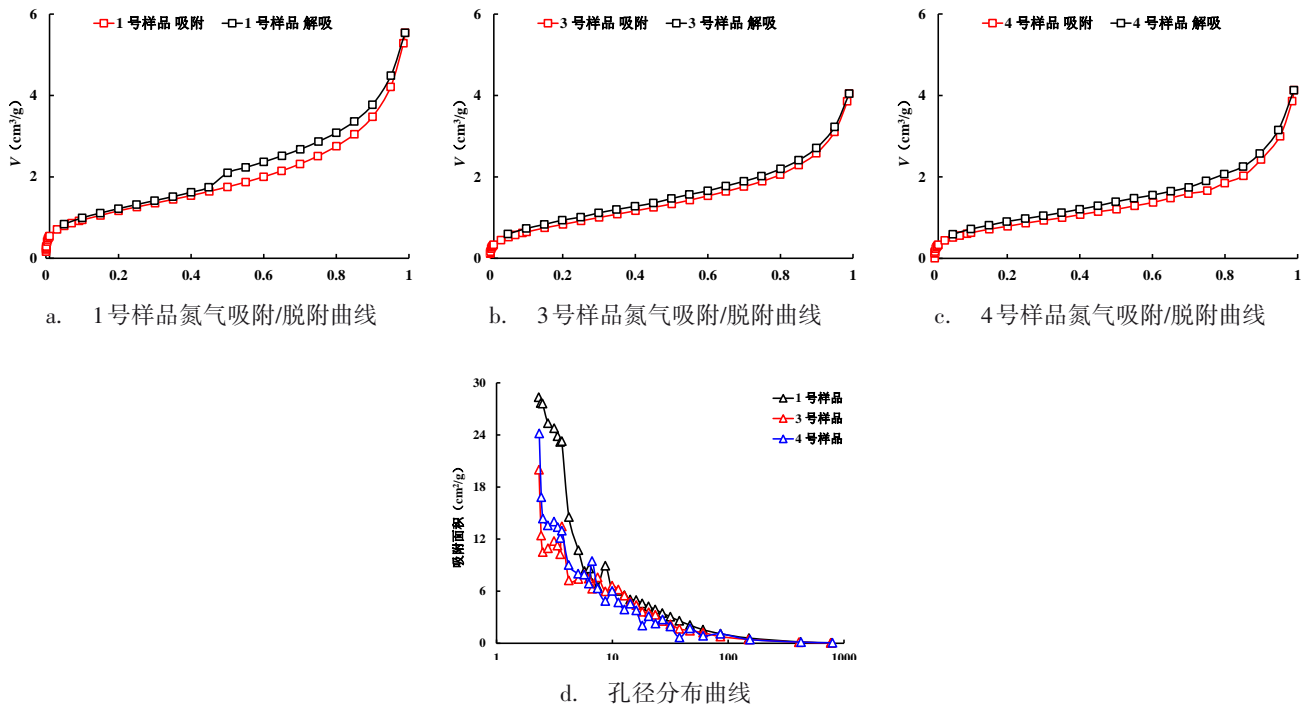 1 号样品 吸附 1 号样品 解吸
V（cm³/g）
6
4
2
0
0 0.2 0.4 0.6 0.8 1
a. 1号样品氮气吸附/脱附曲线
3 号样品 吸附 3 号样品 解吸
V（cm³/g）
6
4
2
0
0 0.2 0.4 0.6 0.8 1
b. 3号样品氮气吸附/脱附曲线
4 号样品 吸附 4 号样品 解吸
V（cm³/g）
6
4
2
0
0 0.2 0.4 0.6 0.8 1
c. 4号样品氮气吸附/脱附曲线
1 号样品
3 号样品
4 号样品
吸附面积（cm²/g）
30
24
18
12
6
0
1 10 100 1000
d. 孔径分布曲线